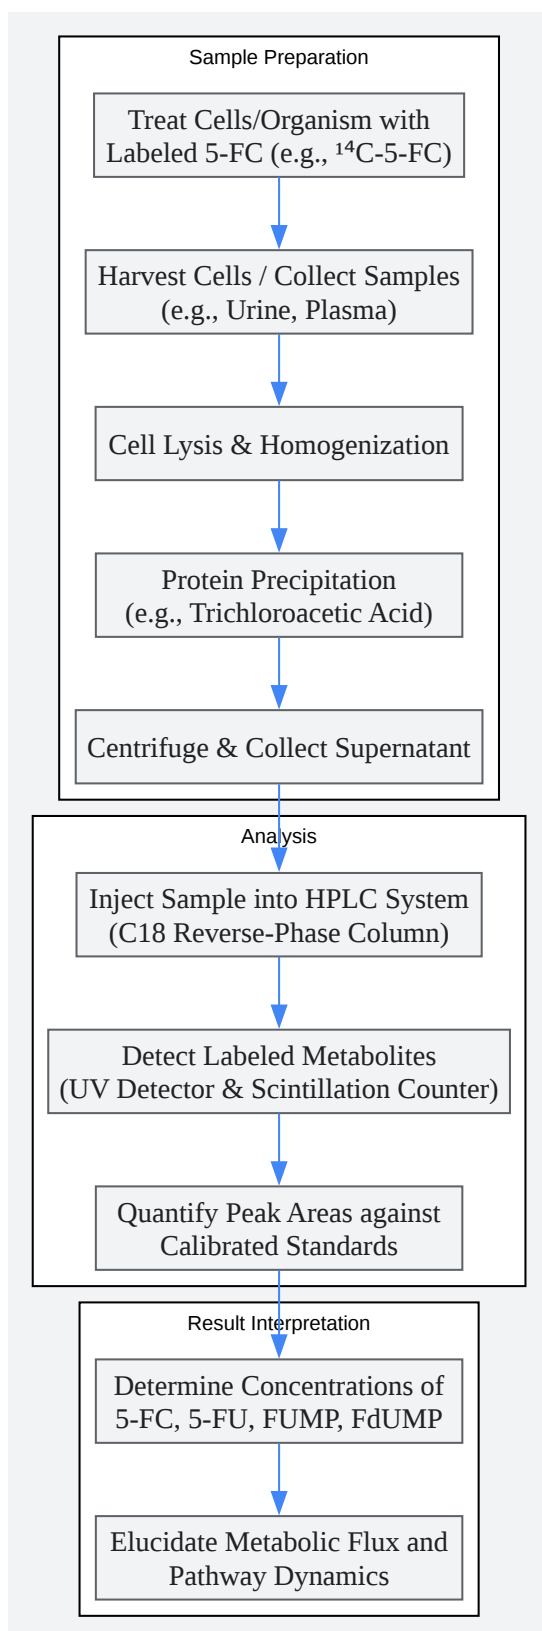 Sample Preparation
Treat Cells/Organism with
Labeled 5-FC (e.g., ¹⁴C-5-FC)
Harvest Cells / Collect Samples
(e.g., Urine, Plasma)
Cell Lysis & Homogenization
Protein Precipitation
(e.g., Trichloroacetic Acid)
Centrifuge & Collect Supernatant
Analysis
Inject Sample into HPLC System
(C18 Reverse-Phase Column)
Detect Labeled Metabolites
(UV Detector & Scintillation Counter)
Quantify Peak Areas against
Calibrated Standards
Result Interpretation
Determine Concentrations of
5-FC, 5-FU, FUMP, FdUMP
Elucidate Metabolic Flux and
Pathway Dynamics